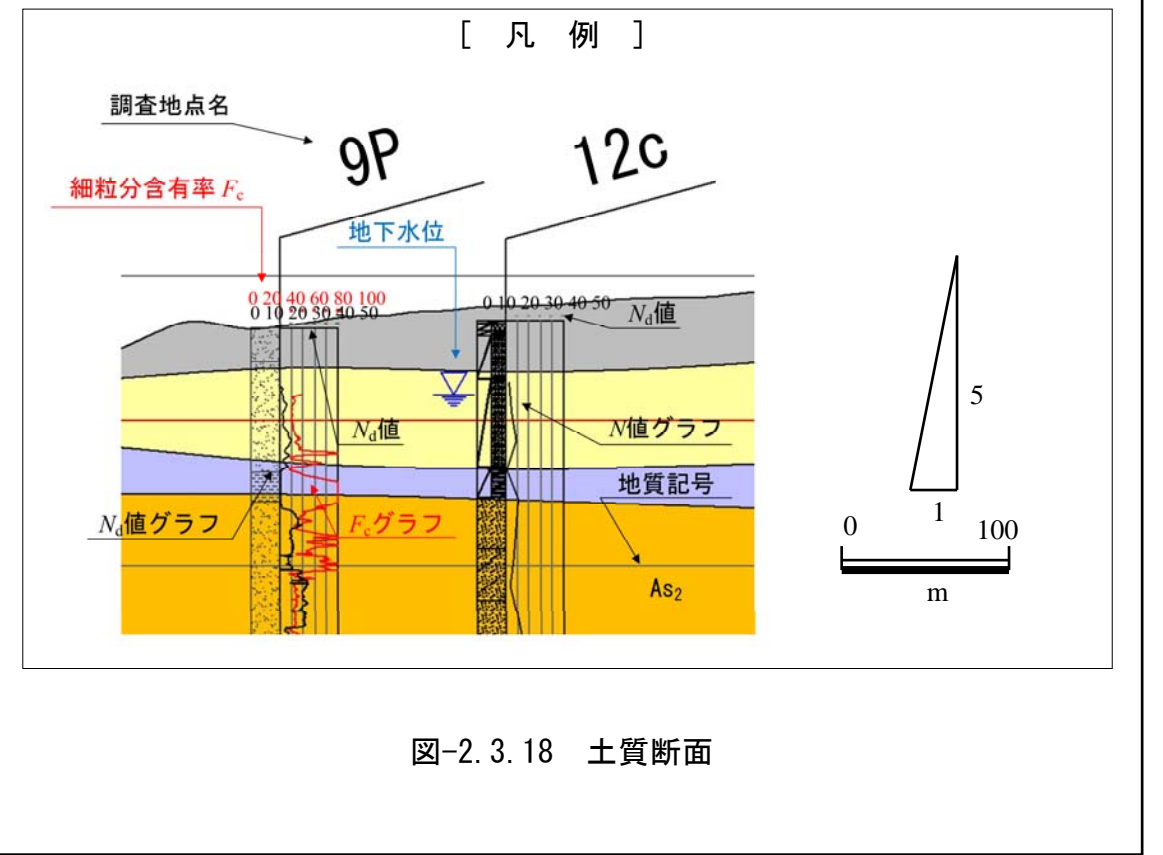 [ 凡 例 ]
調査地点名
9P
12c
細粒分含有率 Fc
地下水位
0 20 40 60 80 100
0 10 20 30 40 50
0 10 20 30 40 50
Nd値
Nd値
N値グラフ
地質記号
Nd値グラフ
Fcグラフ
As2
5
1
0 100
m
図-2.3.18 土質断面